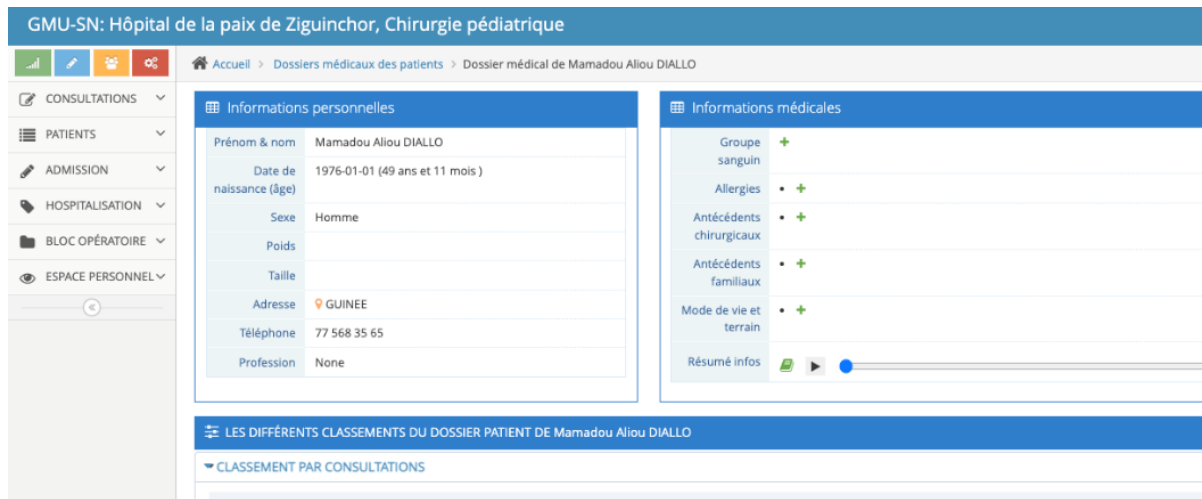 GMU-SN: Hôpital de la paix de Ziguinchor, Chirurgie pédiatrique
Accueil > Dossiers médicaux des patients > Dossier médical de Mamadou Aliou DIALLO
CONSULTATIONS
PATIENTS
ADMISSION
HOSPITALISATION
BLOC OPÉRATOIRE
ESPACE PERSONNEL
Informations personnelles
Prénom & nom Mamadou Aliou DIALLO
Date de
naissance (âge) 1976-01-01 (49 ans et 11 mois )
Sexe Homme
Poids
Taille
Adresse GUINEE
Téléphone 77 568 35 65
Profession None
Informations médicales
Groupe
sanguin
Allergies
Antécédents
chirurgicaux
Antécédents
familiaux
Mode de vie et
terrain
Résumé infos
LES DIFFÉRENTS CLASSEMENTS DU DOSSIER PATIENT DE Mamadou Aliou DIALLO
CLASSEMENT PAR CONSULTATIONS